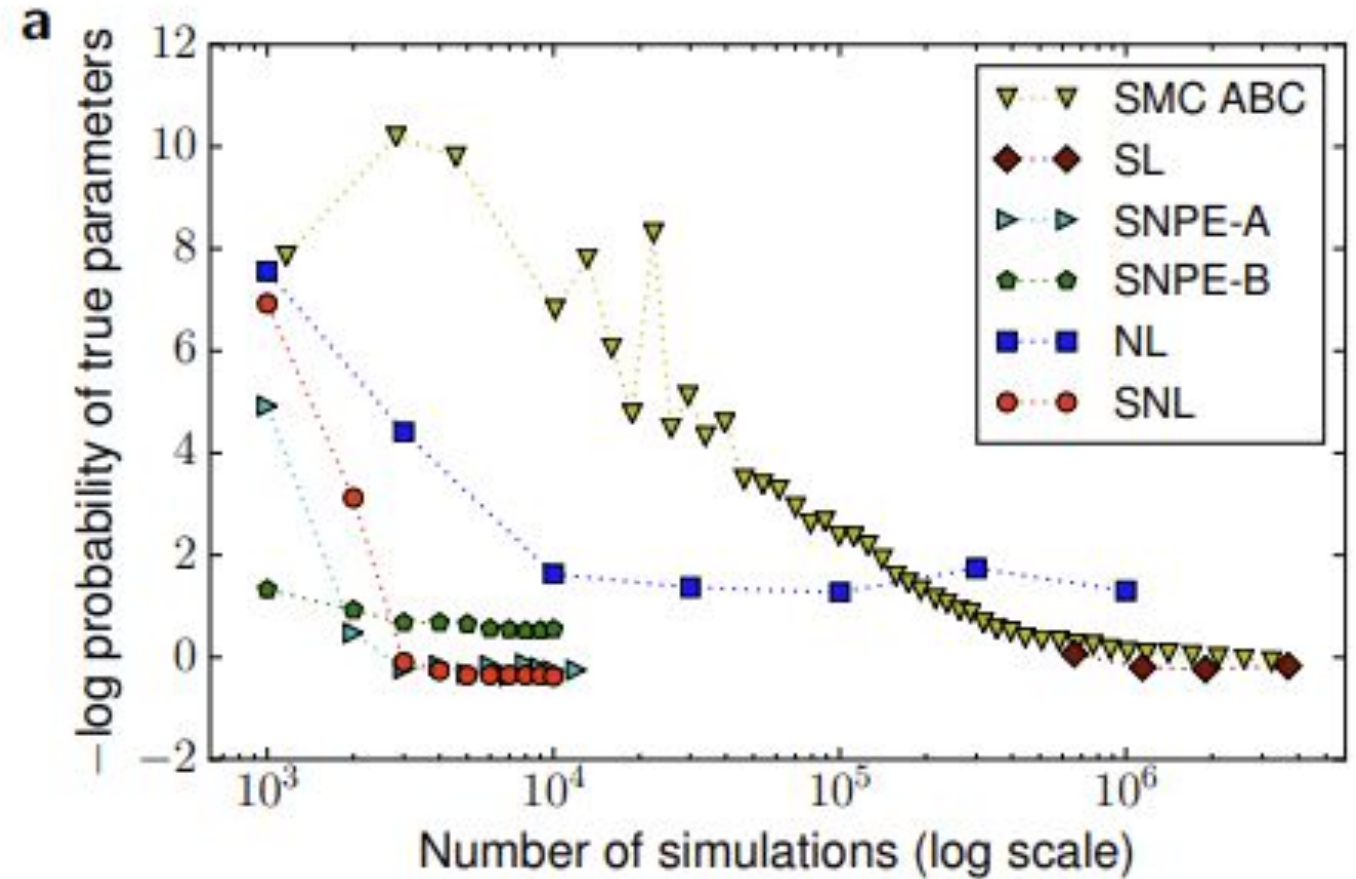 a
−log probability of true parameters
12
10
8
6
4
2
0
−2
10³
10⁴
10⁵
10⁶
Number of simulations (log scale)
SMC ABC
SL
SNPE-A
SNPE-B
NL
SNL